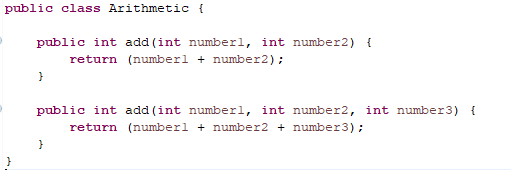 public class Arithmetic {
public int add(int number1, int number2) {
return (number1 + number2);
}
public int add(int number1, int number2, int number3) {
return (number1 + number2 + number3);
}
}